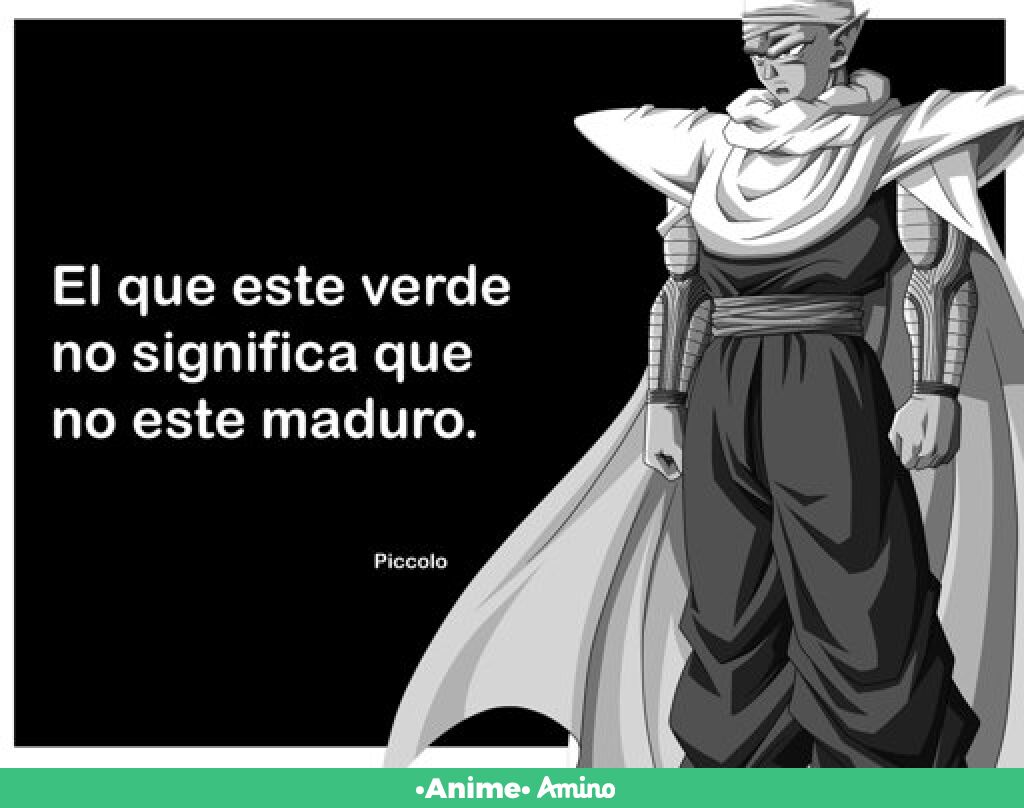 El que este verde
no significa que
no este maduro.
Piccolo
•Anime• Amino